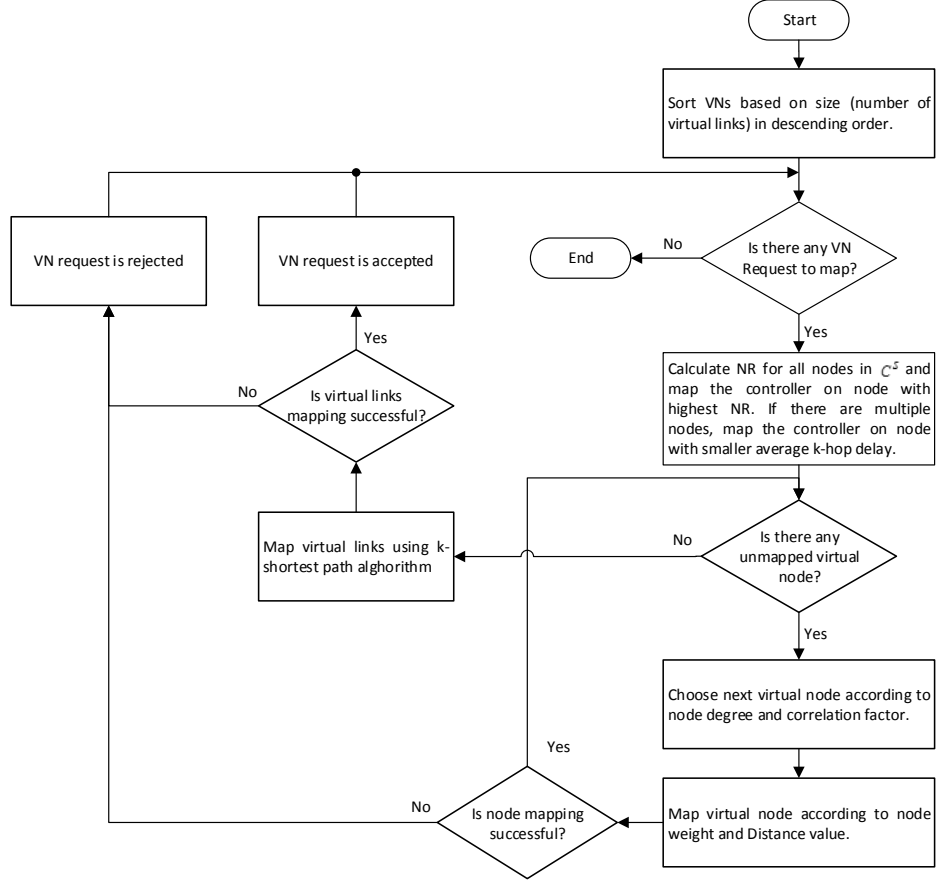 Start
Sort VNs based on size (number of
virtual links) in descending order.
VN request is rejected
VN request is accepted
End
No
Is there any VN
Request to map?
Yes
Calculate NR for all nodes in C^S and
map the controller on node with
highest NR. If there are multiple
nodes, map the controller on node
with smaller average k-hop delay.
Yes
No
Is virtual links
mapping successful?
Map virtual links using k-
shortest path alghorithm
No
Is there any
unmapped virtual
node?
Yes
Choose next virtual node according to
node degree and correlation factor.
Yes
No
Is node mapping
successful?
Map virtual node according to node
weight and Distance value.